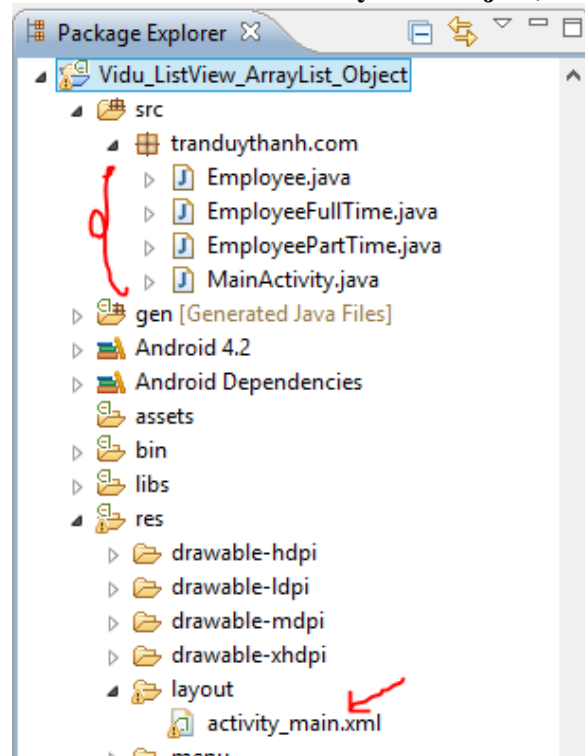 Package Explorer
Vidu_ListView_ArrayList_Object
src
tranduythanh.com
Employee.java
EmployeeFullTime.java
EmployeePartTime.java
MainActivity.java
gen [Generated Java Files]
Android 4.2
Android Dependencies
assets
bin
libs
res
drawable-hdpi
drawable-ldpi
drawable-mdpi
drawable-xhdpi
layout
activity_main.xml